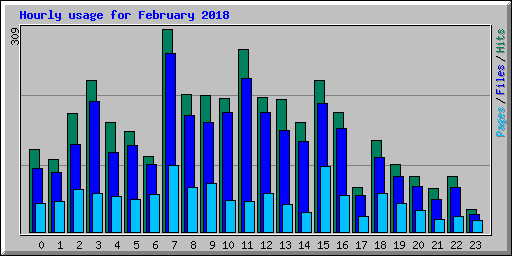 Hourly usage for February 2018
309
Pages / Files / Hits
0 1 2 3 4 5 6 7 8 9 10 11 12 13 14 15 16 17 18 19 20 21 22 23